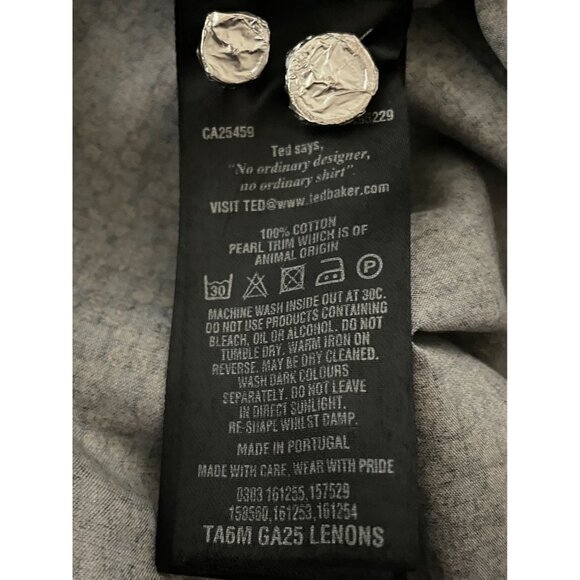 CA25459
229
Ted says,
"No ordinary designer,
no ordinary shirt"
VISIT TED@www.tedbaker.com
100% COTTON
PEARL TRIM WHICH IS OF
ANIMAL ORIGIN
30 P
MACHINE WASH INSIDE OUT AT 30C.
DO NOT USE PRODUCTS CONTAINING
BLEACH, OIL OR ALCOHOL. DO NOT
TUMBLE DRY. WARM IRON ON
REVERSE. MAY BE DRY CLEANED.
WASH DARK COLOURS
SEPARATELY. DO NOT LEAVE
IN DIRECT SUNLIGHT.
RE-SHAPE WHILST DAMP.
MADE IN PORTUGAL
MADE WITH CARE, WEAR WITH PRIDE
0303 161255,157529
158560,161253,161254
TA6M GA25 LENONS